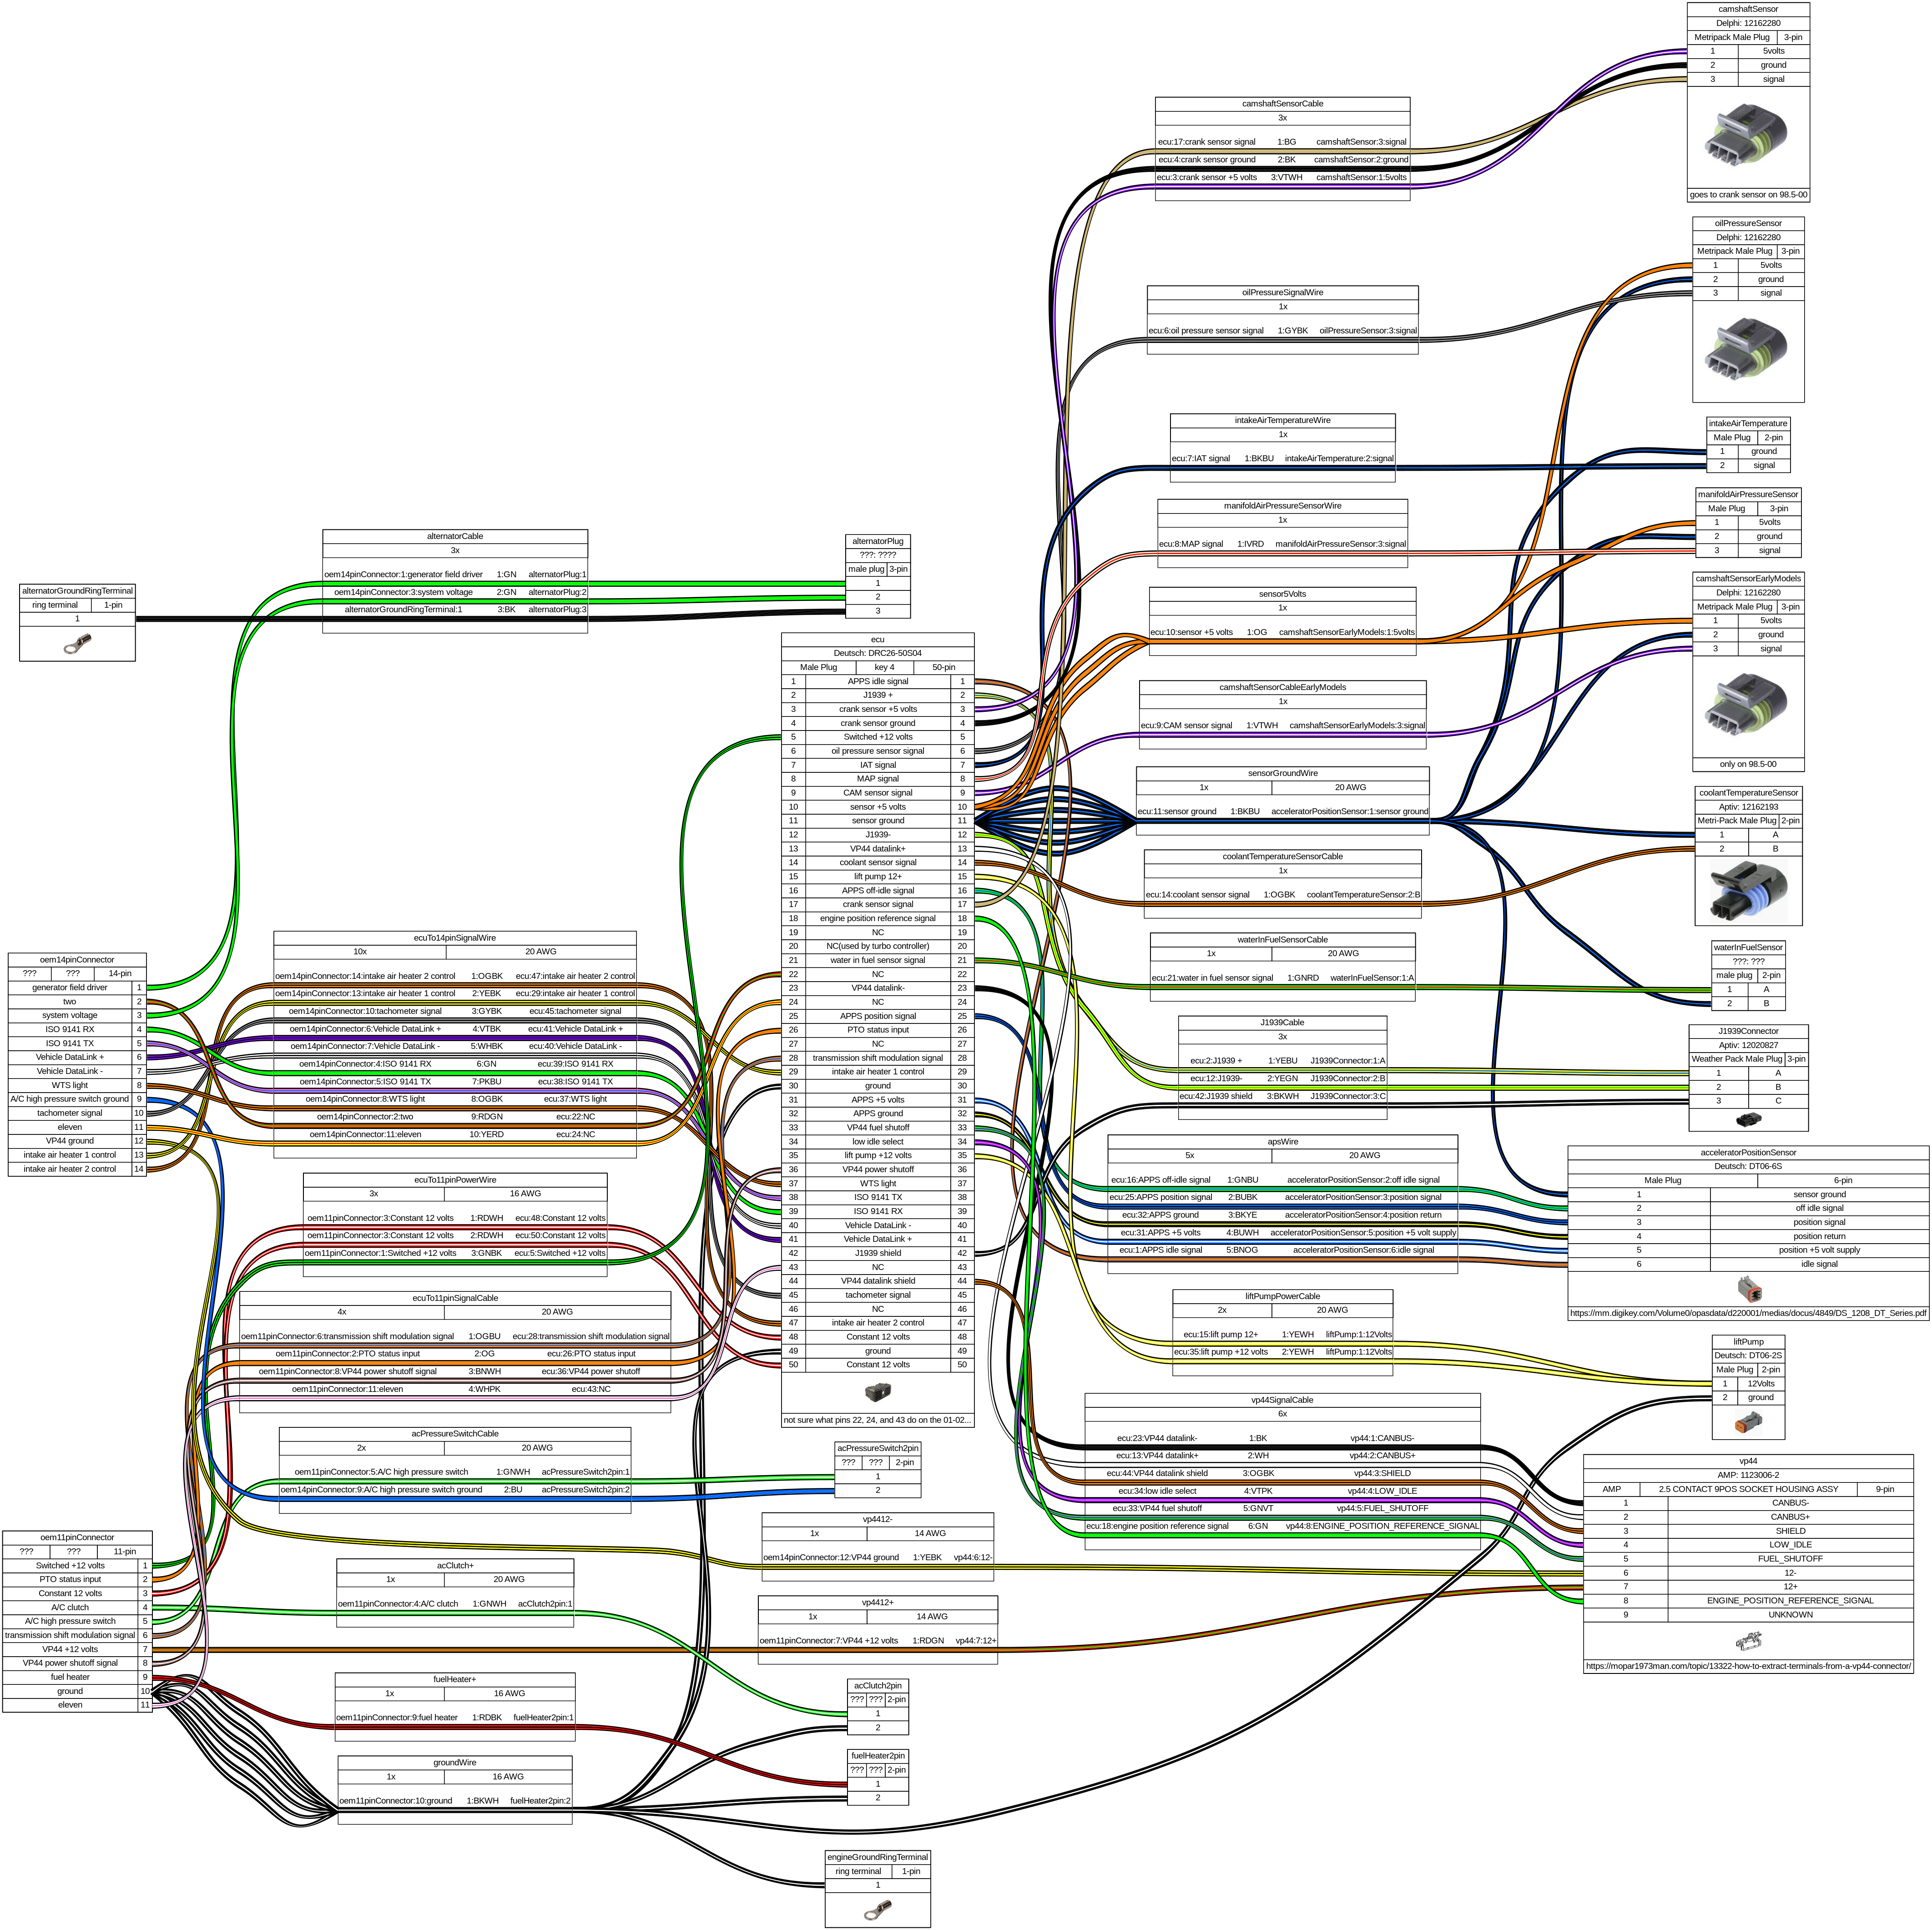 camshaftSensor
Delphi: 12162280
Metripack Male Plug 3-pin
1 5volts
2 ground
3 signal
goes to crank sensor on 98.5-00
camshaftSensorCable
3x
ecu:17:crank sensor signal 1:BG camshaftSensor:3:signal
ecu:4:crank sensor ground 2:BK camshaftSensor:2:ground
ecu:3:crank sensor +5 volts 3:VTWH camshaftSensor:1:5volts
oilPressureSensor
Delphi: 12162280
Metripack Male Plug 3-pin
1 5volts
2 ground
3 signal
oilPressureSignalWire
1x
ecu:6:oil pressure sensor signal 1:GYBK oilPressureSensor:3:signal
intakeAirTemperatureWire
1x
ecu:7:IAT signal 1:BKBU intakeAirTemperature:2:signal
intakeAirTemperature
Male Plug 2-pin
1 ground
2 signal
manifoldAirPressureSensorWire
1x
ecu:8:MAP signal 1:IVRD manifoldAirPressureSensor:3:signal
manifoldAirPressureSensor
Male Plug 3-pin
1 5volts
2 ground
3 signal
sensor5Volts
1x
ecu:10:sensor +5 volts 1:OG camshaftSensorEarlyModels:1:5volts
camshaftSensorEarlyModels
Delphi: 12162280
Metripack Male Plug 3-pin
1 5volts
2 ground
3 signal
only on 98.5-00
camshaftSensorCableEarlyModels
1x
ecu:9:CAM sensor signal 1:VTWH camshaftSensorEarlyModels:3:signal
sensorGroundWire
1x 20 AWG
ecu:11:sensor ground 1:BKBU acceleratorPositionSensor:1:sensor ground
coolantTemperatureSensor
Aptiv: 12162193
Metri-Pack Male Plug 2-pin
1 A
2 B
coolantTemperatureSensorCable
1x
ecu:14:coolant sensor signal 1:OGBK coolantTemperatureSensor:2:B
waterInFuelSensorCable
1x 20 AWG
ecu:21:water in fuel sensor signal 1:GNRD waterInFuelSensor:1:A
waterInFuelSensor
???: ???
male plug 2-pin
1 A
2 B
J1939Cable
3x
ecu:2:J1939 + 1:YEBU J1939Connector:1:A
ecu:12:J1939- 2:YEGN J1939Connector:2:B
ecu:42:J1939 shield 3:BKWH J1939Connector:3:C
J1939Connector
Aptiv: 12020827
Weather Pack Male Plug 3-pin
1 A
2 B
3 C
apsWire
5x 20 AWG
ecu:16:APPS off-idle signal 1:GNBU acceleratorPositionSensor:2:off idle signal
ecu:25:APPS position signal 2:BUBK acceleratorPositionSensor:3:position signal
ecu:32:APPS ground 3:BKYE acceleratorPositionSensor:4:position return
ecu:31:APPS +5 volts 4:BUWH acceleratorPositionSensor:5:position +5 volt supply
ecu:1:APPS idle signal 5:BNOG acceleratorPositionSensor:6:idle signal
acceleratorPositionSensor
Deutsch: DT06-6S
Male Plug 6-pin
1 sensor ground
2 off idle signal
3 position signal
4 position return
5 position +5 volt supply
6 idle signal
https://mm.digikey.com/Volume0/opasdata/d220001/medias/docus/4849/DS_1208_DT_Series.pdf
liftPumpPowerCable
2x 20 AWG
ecu:15:lift pump 12+ 1:YEWH liftPump:1:12Volts
ecu:35:lift pump +12 volts 2:YEWH liftPump:1:12Volts
liftPump
Deutsch: DT06-2S
Male Plug 2-pin
1 12Volts
2 ground
vp44SignalCable
6x
ecu:23:VP44 datalink- 1:BK vp44:1:CANBUS-
ecu:13:VP44 datalink+ 2:WH vp44:2:CANBUS+
ecu:44:VP44 datalink shield 3:OGBK vp44:3:SHIELD
ecu:34:low idle select 4:VTPK vp44:4:LOW_IDLE
ecu:33:VP44 fuel shutoff 5:GNVT vp44:5:FUEL_SHUTOFF
ecu:18:engine position reference signal 6:GN vp44:8:ENGINE_POSITION_REFERENCE_SIGNAL
vp44
AMP: 1123006-2
AMP 2.5 CONTACT 9POS SOCKET HOUSING ASSY 9-pin
1 CANBUS-
2 CANBUS+
3 SHIELD
4 LOW_IDLE
5 FUEL_SHUTOFF
6 12-
7 12+
8 ENGINE_POSITION_REFERENCE_SIGNAL
9 UNKNOWN
https://mopar1973man.com/topic/13322-how-to-extract-terminals-from-a-vp44-connector/
alternatorCable
3x
oem14pinConnector:1:generator field driver 1:GN alternatorPlug:1
oem14pinConnector:3:system voltage 2:GN alternatorPlug:2
alternatorGroundRingTerminal:1 3:BK alternatorPlug:3
alternatorPlug
???: ????
male plug 3-pin
1
2
3
alternatorGroundRingTerminal
ring terminal 1-pin
1
ecu
Deutsch: DRC26-50S04
Male Plug key 4 50-pin
1 APPS idle signal 1
2 J1939 + 2
3 crank sensor +5 volts 3
4 crank sensor ground 4
5 Switched +12 volts 5
6 oil pressure sensor signal 6
7 IAT signal 7
8 MAP signal 8
9 CAM sensor signal 9
10 sensor +5 volts 10
11 sensor ground 11
12 J1939- 12
13 VP44 datalink+ 13
14 coolant sensor signal 14
15 lift pump 12+ 15
16 APPS off-idle signal 16
17 crank sensor signal 17
18 engine position reference signal 18
19 NC 19
20 NC(used by turbo controller) 20
21 water in fuel sensor signal 21
22 NC 22
23 VP44 datalink- 23
24 NC 24
25 APPS position signal 25
26 PTO status input 26
27 NC 27
28 transmission shift modulation signal 28
29 intake air heater 1 control 29
30 ground 30
31 APPS +5 volts 31
32 APPS ground 32
33 VP44 fuel shutoff 33
34 low idle select 34
35 lift pump +12 volts 35
36 VP44 power shutoff 36
37 WTS light 37
38 ISO 9141 TX 38
39 ISO 9141 RX 39
40 Vehicle DataLink - 40
41 Vehicle DataLink + 41
42 J1939 shield 42
43 NC 43
44 VP44 datalink shield 44
45 tachometer signal 45
46 NC 46
47 intake air heater 2 control 47
48 Constant 12 volts 48
49 ground 49
50 Constant 12 volts 50
not sure what pins 22, 24, and 43 do on the 01-02...
oem14pinConnector
??? ??? 14-pin
generator field driver 1
two 2
system voltage 3
ISO 9141 RX 4
ISO 9141 TX 5
Vehicle DataLink + 6
Vehicle DataLink - 7
WTS light 8
A/C high pressure switch ground 9
tachometer signal 10
eleven 11
VP44 ground 12
intake air heater 1 control 13
intake air heater 2 control 14
ecuTo14pinSignalWire
10x 20 AWG
oem14pinConnector:14:intake air heater 2 control 1:OGBK ecu:47:intake air heater 2 control
oem14pinConnector:13:intake air heater 1 control 2:YEBK ecu:29:intake air heater 1 control
oem14pinConnector:10:tachometer signal 3:GYBK ecu:45:tachometer signal
oem14pinConnector:6:Vehicle DataLink + 4:VTBK ecu:41:Vehicle DataLink +
oem14pinConnector:7:Vehicle DataLink - 5:WHBK ecu:40:Vehicle DataLink -
oem14pinConnector:4:ISO 9141 RX 6:GN ecu:39:ISO 9141 RX
oem14pinConnector:5:ISO 9141 TX 7:PKBU ecu:38:ISO 9141 TX
oem14pinConnector:8:WTS light 8:OGBK ecu:37:WTS light
oem14pinConnector:2:two 9:RDGN ecu:22:NC
oem14pinConnector:11:eleven 10:YERD ecu:24:NC
ecuTo11pinPowerWire
3x 16 AWG
oem11pinConnector:3:Constant 12 volts 1:RDWH ecu:48:Constant 12 volts
oem11pinConnector:3:Constant 12 volts 2:RDWH ecu:50:Constant 12 volts
oem11pinConnector:1:Switched +12 volts 3:GNBK ecu:5:Switched +12 volts
ecuTo11pinSignalCable
4x 20 AWG
oem11pinConnector:6:transmission shift modulation signal 1:OGBU ecu:28:transmission shift modulation signal
oem11pinConnector:2:PTO status input 2:OG ecu:26:PTO status input
oem11pinConnector:8:VP44 power shutoff signal 3:BNWH ecu:36:VP44 power shutoff
oem11pinConnector:11:eleven 4:WHPK ecu:43:NC
acPressureSwitchCable
2x 20 AWG
oem11pinConnector:5:A/C high pressure switch 1:GNWH acPressureSwitch2pin:1
oem14pinConnector:9:A/C high pressure switch ground 2:BU acPressureSwitch2pin:2
acPressureSwitch2pin
??? ??? 2-pin
1
2
vp4412-
1x 14 AWG
oem14pinConnector:12:VP44 ground 1:YEBK vp44:6:12-
oem11pinConnector
??? ??? 11-pin
Switched +12 volts 1
PTO status input 2
Constant 12 volts 3
A/C clutch 4
A/C high pressure switch 5
transmission shift modulation signal 6
VP44 +12 volts 7
VP44 power shutoff signal 8
fuel heater 9
ground 10
eleven 11
acClutch+
1x 20 AWG
oem11pinConnector:4:A/C clutch 1:GNWH acClutch2pin:1
vp4412+
1x 14 AWG
oem11pinConnector:7:VP44 +12 volts 1:RDGN vp44:7:12+
fuelHeater+
1x 16 AWG
oem11pinConnector:9:fuel heater 1:RDBK fuelHeater2pin:1
acClutch2pin
??? ??? 2-pin
1
2
groundWire
1x 16 AWG
oem11pinConnector:10:ground 1:BKWH fuelHeater2pin:2
fuelHeater2pin
??? ??? 2-pin
1
2
engineGroundRingTerminal
ring terminal 1-pin
1